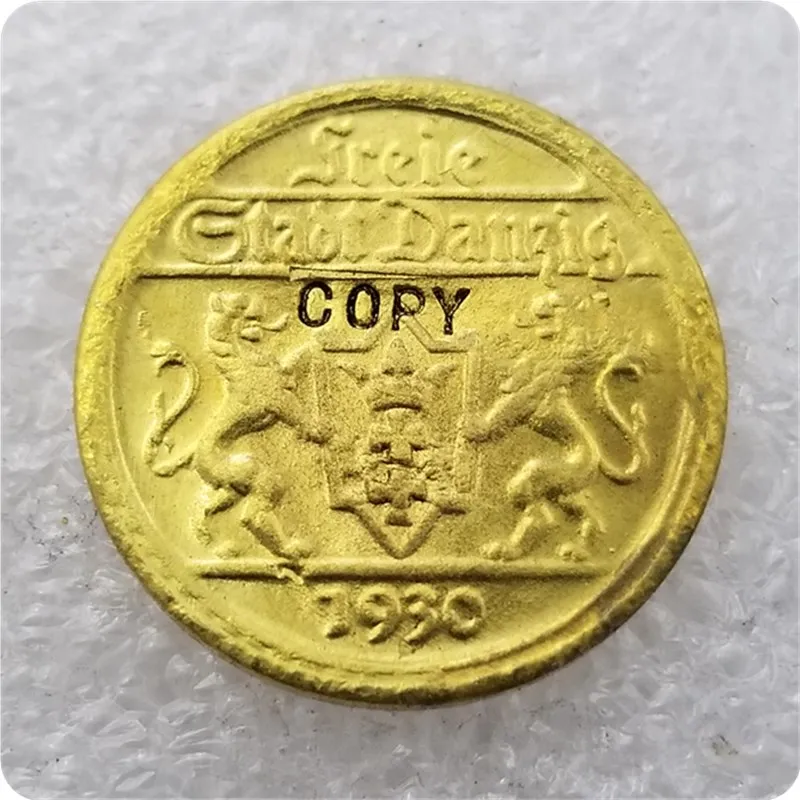 Freie
Stadt Danzig
COPY
1930